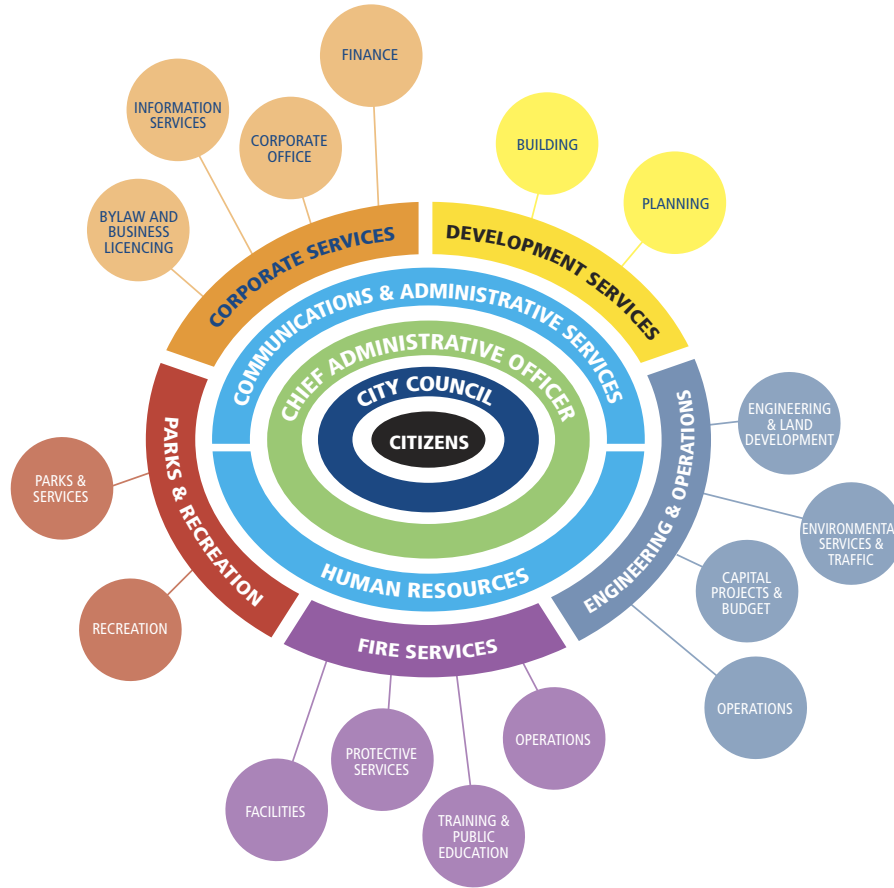 FINANCE
INFORMATION
SERVICES
CORPORATE
OFFICE
BYLAW AND
BUSINESS
LICENCING
BUILDING
PLANNING
CORPORATE SERVICES
DEVELOPMENT SERVICES
COMMUNICATIONS & ADMINISTRATIVE SERVICES
CHIEF ADMINISTRATIVE OFFICER
CITY COUNCIL
CITIZENS
HUMAN RESOURCES
PARKS & RECREATION
ENGINEERING & OPERATIONS
FIRE SERVICES
PARKS &
SERVICES
RECREATION
ENGINEERING
& LAND
DEVELOPMENT
ENVIRONMENTA
SERVICES &
TRAFFIC
CAPITAL
PROJECTS &
BUDGET
OPERATIONS
OPERATIONS
PROTECTIVE
SERVICES
FACILITIES
TRAINING &
PUBLIC
EDUCATION